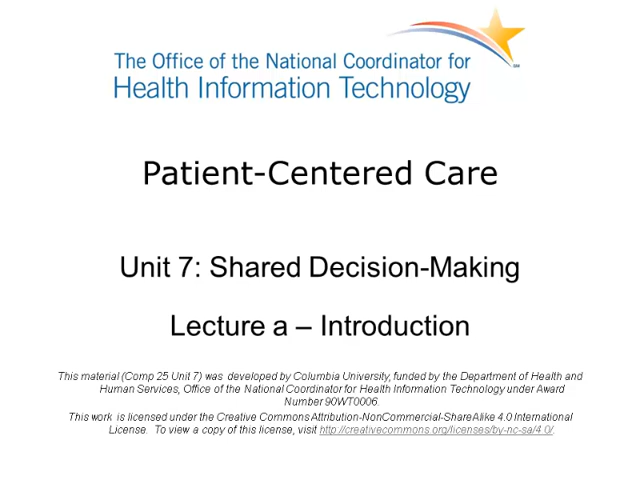 The Office of the National Coordinator for
Health Information Technology
Patient-Centered Care
Unit 7: Shared Decision-Making
Lecture a – Introduction
This material (Comp 25 Unit 7) was developed by Columbia University, funded by the Department of Health and
Human Services, Office of the National Coordinator for Health Information Technology under Award
Number 90WT0006.
This work is licensed under the Creative Commons Attribution-NonCommercial-ShareAlike 4.0 International
License. To view a copy of this license, visit http://creativecommons.org/licenses/by-nc-sa/4.0/.